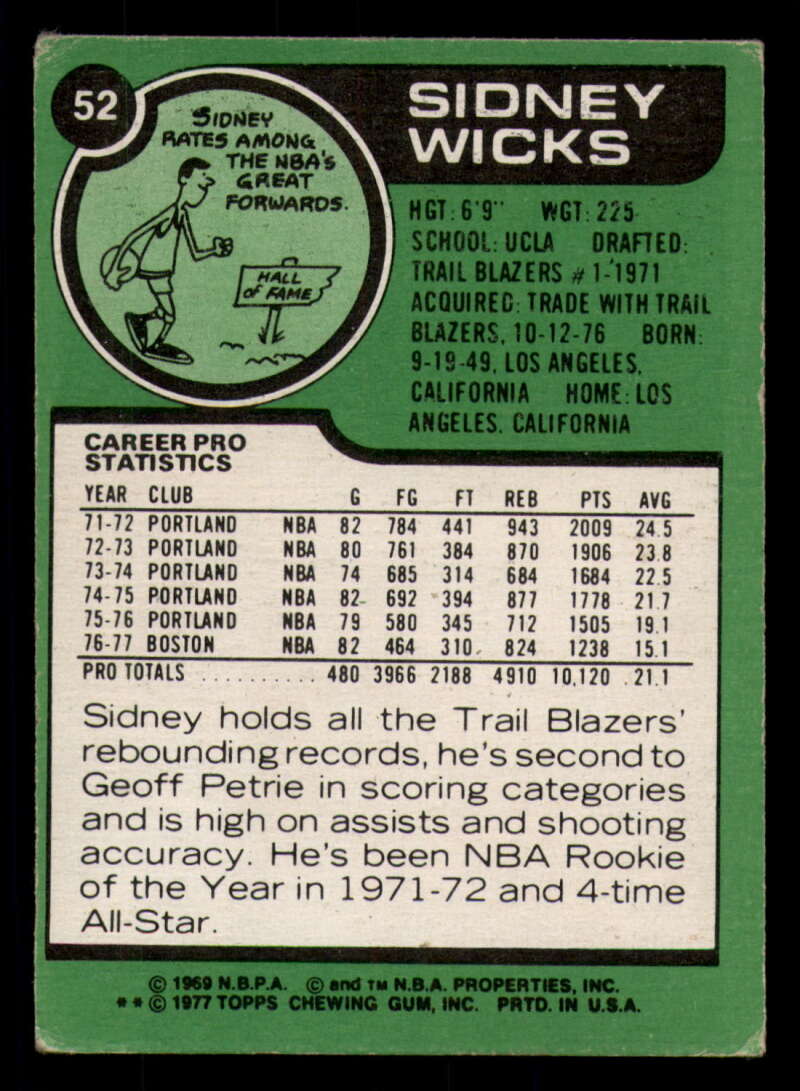 52
SIDNEY
RATES AMONG
THE NBA'S
GREAT
FORWARDS.
HALL
OF FAME
SIDNEY
WICKS
HGT: 6'9" WGT: 225
SCHOOL: UCLA DRAFTED:
TRAIL BLAZERS #1-1971
ACQUIRED: TRADE WITH TRAIL
BLAZERS, 10-12-76 BORN:
9-19-49, LOS ANGELES,
CALIFORNIA HOME: LOS
ANGELES, CALIFORNIA
CAREER PRO
STATISTICS
YEAR CLUB G FG FT REB PTS AVG
71-72 PORTLAND NBA 82 784 441 943 2009 24.5
72-73 PORTLAND NBA 80 761 384 870 1906 23.8
73-74 PORTLAND NBA 74 685 314 684 1684 22.5
74-75 PORTLAND NBA 82 692 394 877 1778 21.7
75-76 PORTLAND NBA 79 580 345 712 1505 19.1
76-77 BOSTON NBA 82 464 310 824 1238 15.1
PRO TOTALS .......... 480 3966 2188 4910 10,120 21.1
Sidney holds all the Trail Blazers'
rebounding records, he's second to
Geoff Petrie in scoring categories
and is high on assists and shooting
accuracy. He's been NBA Rookie
of the Year in 1971-72 and 4-time
All-Star.
© 1969 N.B.P.A. © and TM N.B.A. PROPERTIES, INC.
**© 1977 TOPPS CHEWING GUM, INC. PRTD. IN U.S.A.